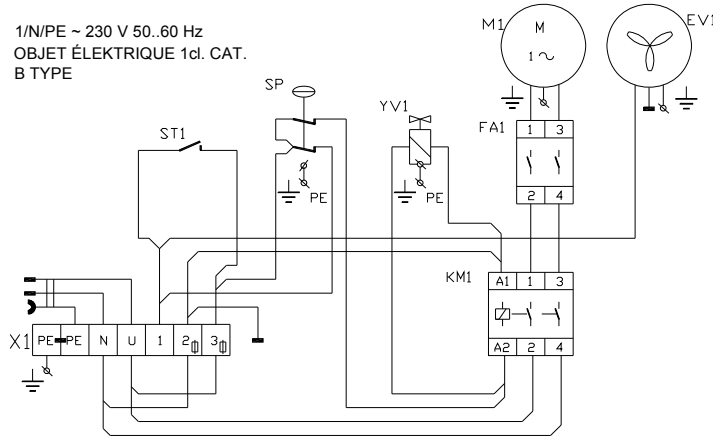 1/N/PE ~ 230 V 50..60 Hz
OBJET ÉLEKTRIQUE 1cl. CAT.
B TYPE
M1
M
1 ~
EV1
SP
YV1
ST1
FA1
1 3
2 4
PE
PE
KM1
A1 1 3
A2 2 4
X1
PE PE N U 1 2 3